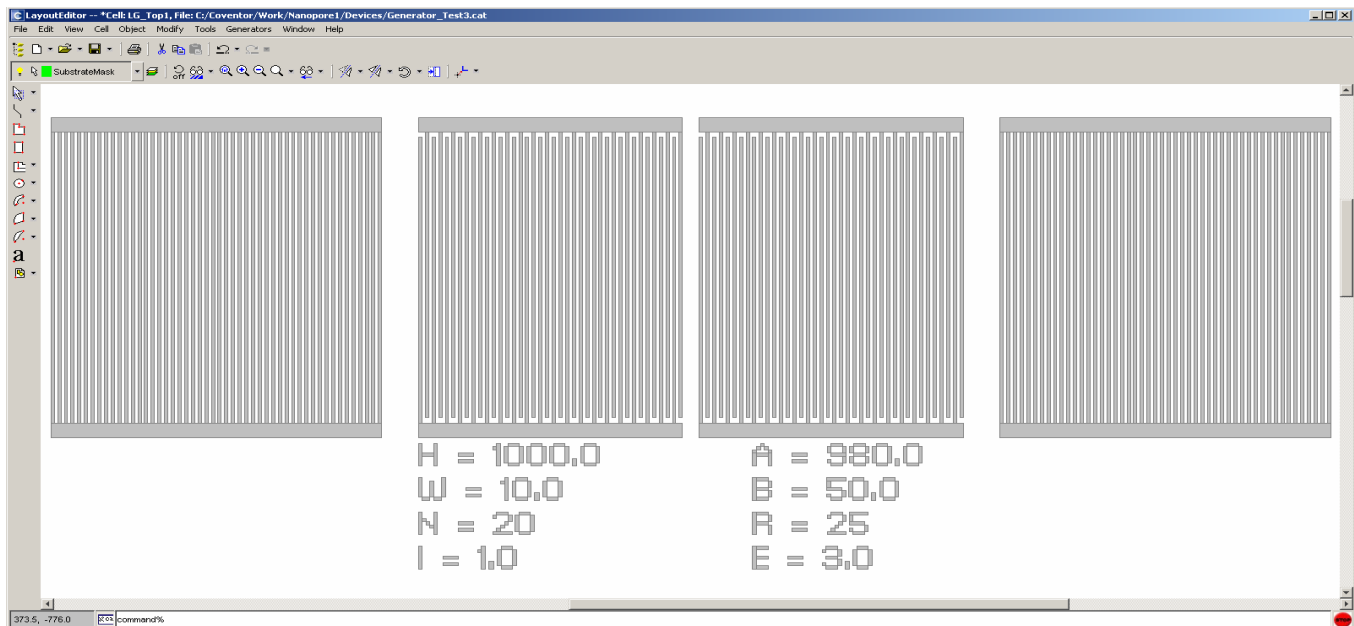 LayoutEditor -- *Cell: LG_Top1, File: C:/Coventor/Work/Nanopore1/Devices/Generator_Test3.cat
File Edit View Cell Object Modify Tools Generators Window Help
off
SubstrateMask
a
H = 1000.0 A = 980.0
W = 10.0 B = 50.0
N = 20 R = 25
I = 1.0 E = 3.0
373.5, -776.0 command%